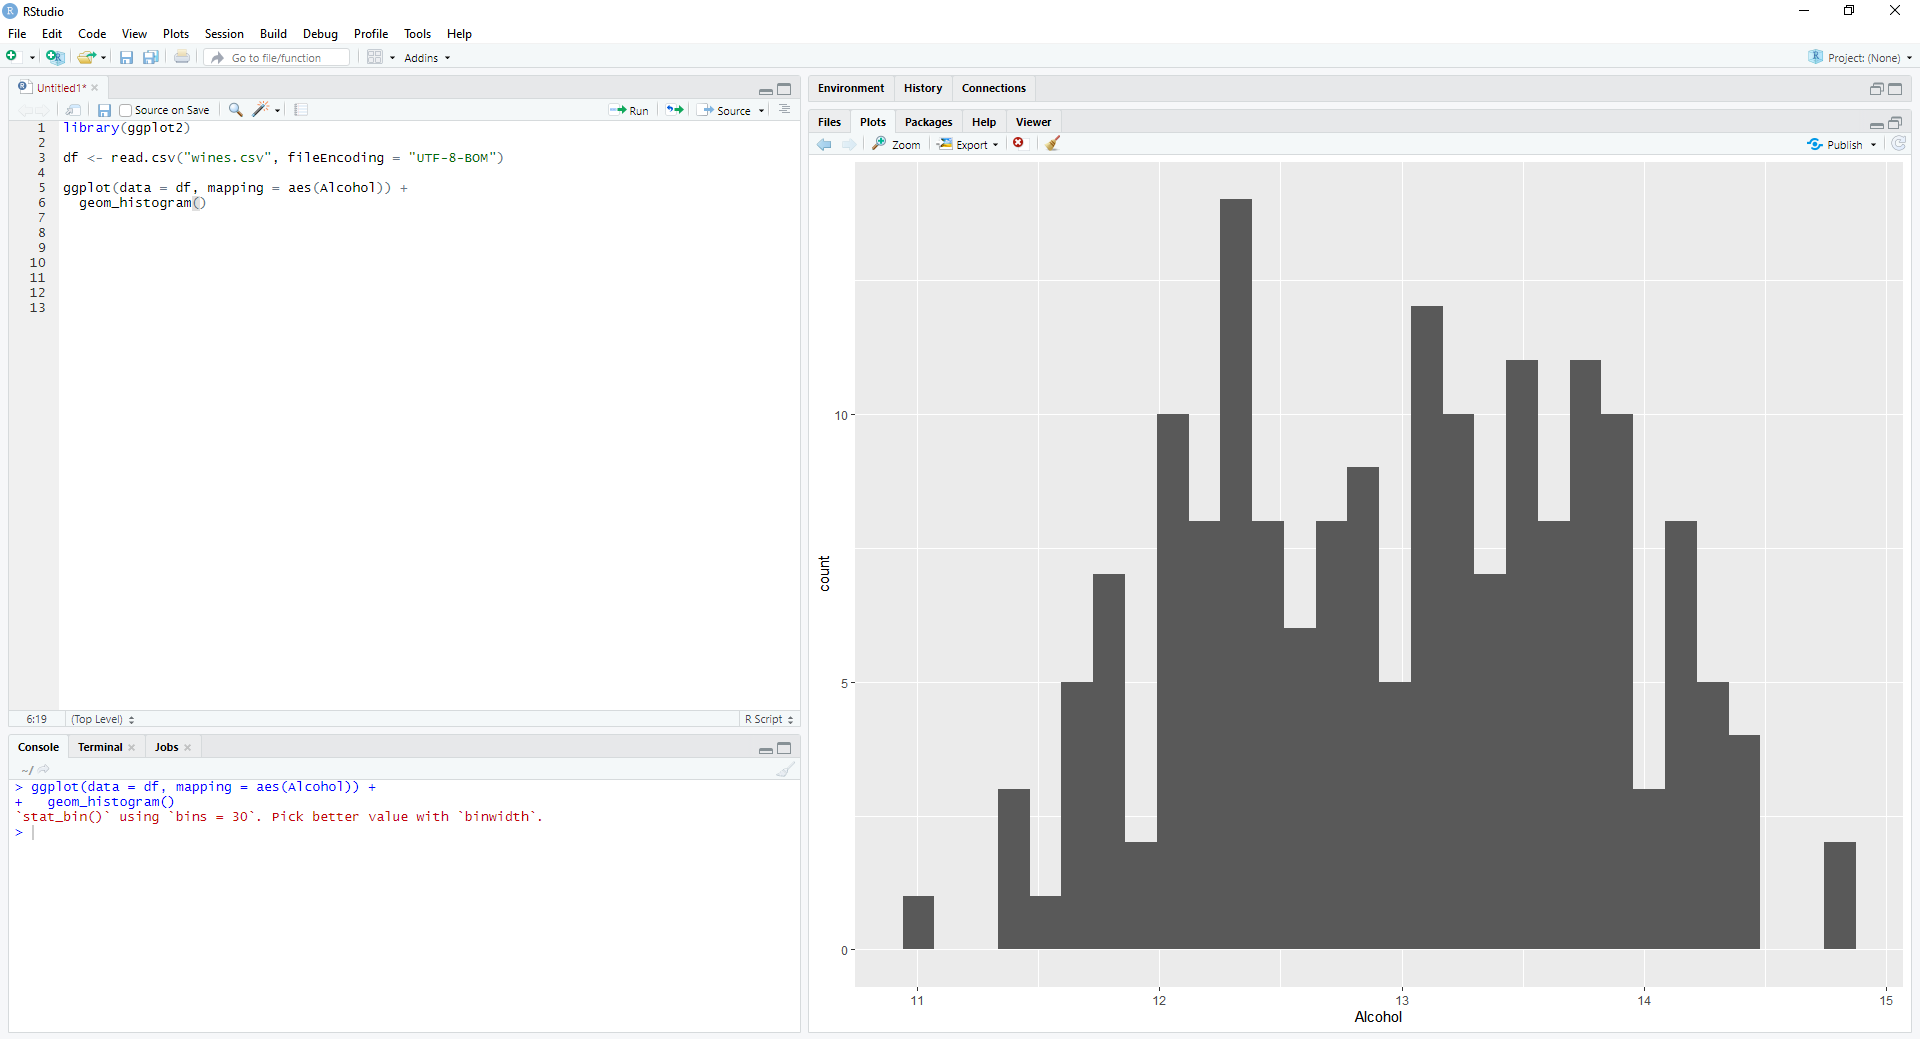 RStudio
File Edit Code View Plots Session Build Debug Profile Tools Help
Go to file/function Addins Project: (None)
Untitled1*
Source on Save Run Source
1 library(ggplot2)
2
3 df <- read.csv("wines.csv", fileEncoding = "UTF-8-BOM")
4
5 ggplot(data = df, mapping = aes(Alcohol)) +
6 geom_histogram()
7
8
9
10
11
12
13
6:19 (Top Level) R Script
Console Terminal Jobs
~/
> ggplot(data = df, mapping = aes(Alcohol)) +
+ geom_histogram()
`stat_bin()` using `bins = 30`. Pick better value with `binwidth`.
>
Environment History Connections
Files Plots Packages Help Viewer
Zoom Export Publish
count
10
5
0
11 12 13 14 15
Alcohol